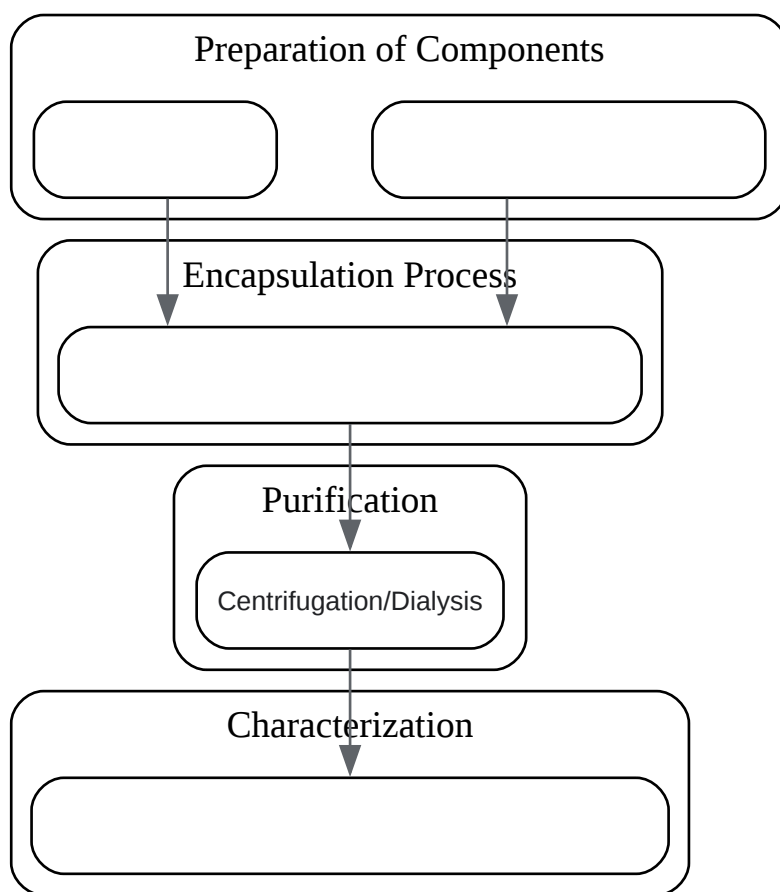 Preparation of Components
Encapsulation Process
Purification
Centrifugation/Dialysis
Characterization